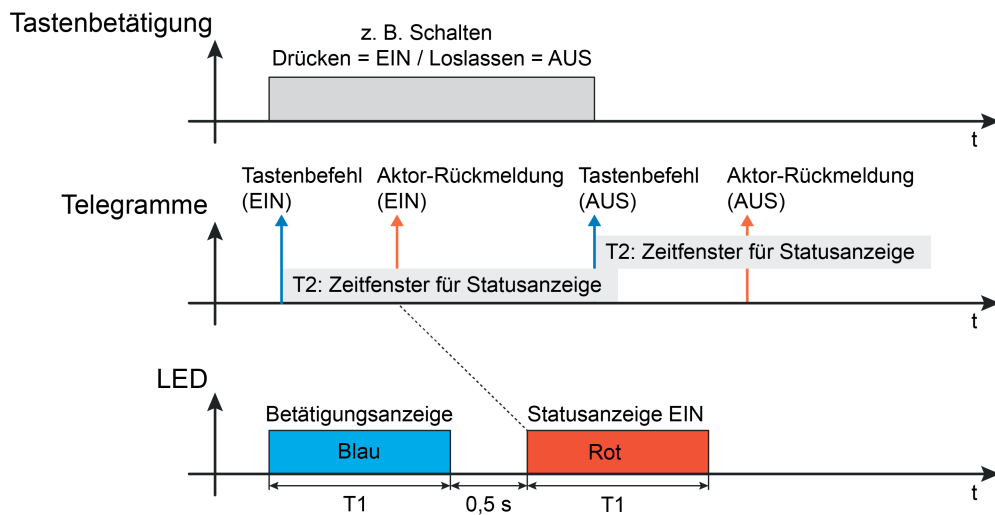 Tastenbetätigung
z. B. Schalten
Drücken = EIN / Loslassen = AUS
t
Telegramme
Tastenbefehl
(EIN)
Aktor-Rückmeldung
(EIN)
Tastenbefehl
(AUS)
Aktor-Rückmeldung
(AUS)
T2: Zeitfenster für Statusanzeige
T2: Zeitfenster für Statusanzeige
t
LED
Betätigungsanzeige
Statusanzeige EIN
Blau
Rot
T1
0,5 s
T1
t